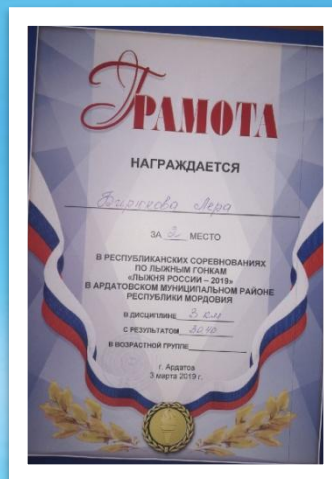 ГРАМОТА
НАГРАЖДАЕТСЯ
Лера
ЗА 2 МЕСТО
В РЕСПУБЛИКАНСКИХ СОРЕВНОВАНИЯХ
ПО ЛЫЖНЫМ ГОНКАМ
«ЛЫЖНЯ РОССИИ – 2019»
В АРДАТОВСКОМ МУНИЦИПАЛЬНОМ РАЙОНЕ
РЕСПУБЛИКИ МОРДОВИЯ
В ДИСЦИПЛИНЕ 3 км
С РЕЗУЛЬТАТОМ
В ВОЗРАСТНОЙ ГРУППЕ
г. Ардатов
3 марта 2019 г.